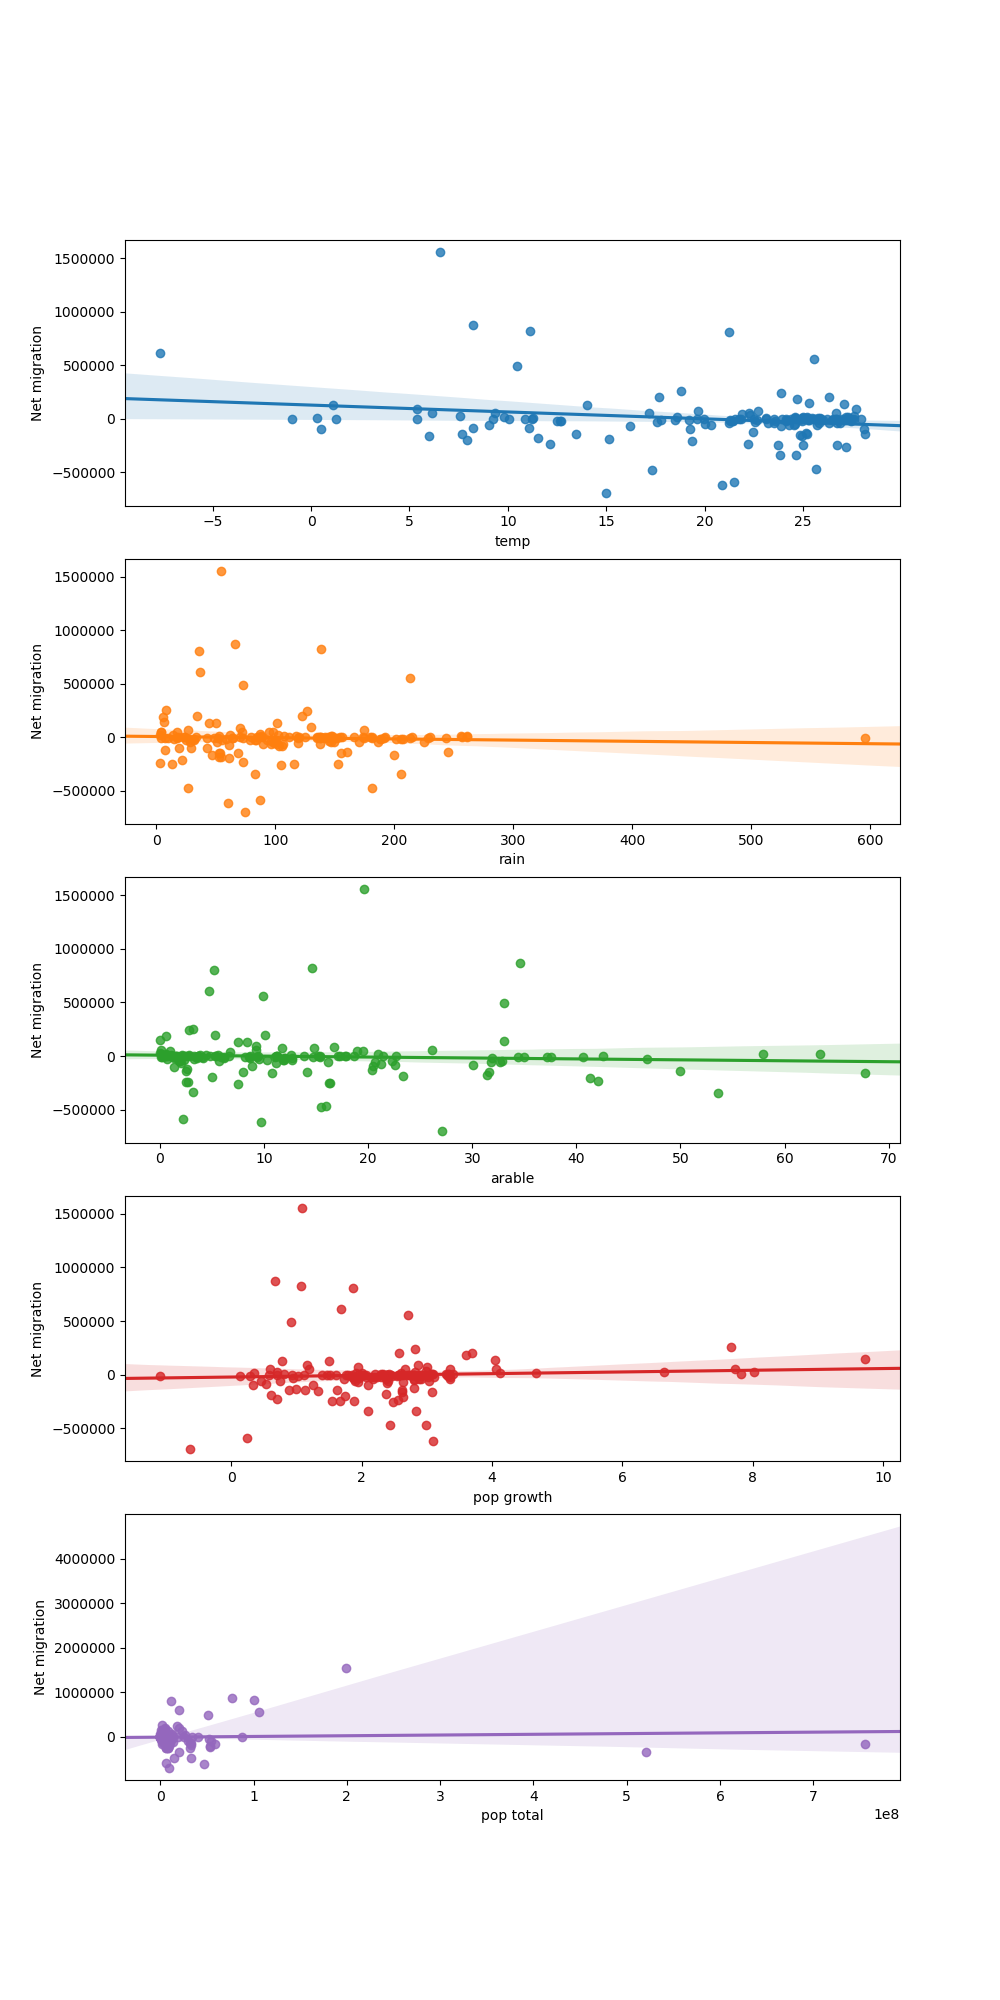 1500000
1000000
500000
0
−500000
Net migration
−5 0 5 10 15 20 25
temp
1500000
1000000
500000
0
−500000
Net migration
0 100 200 300 400 500 600
rain
1500000
1000000
500000
0
−500000
Net migration
0 10 20 30 40 50 60 70
arable
1500000
1000000
500000
0
−500000
Net migration
0 2 4 6 8 10
pop growth
4000000
3000000
2000000
1000000
0
Net migration
0 1 2 3 4 5 6 7
1e8
pop total